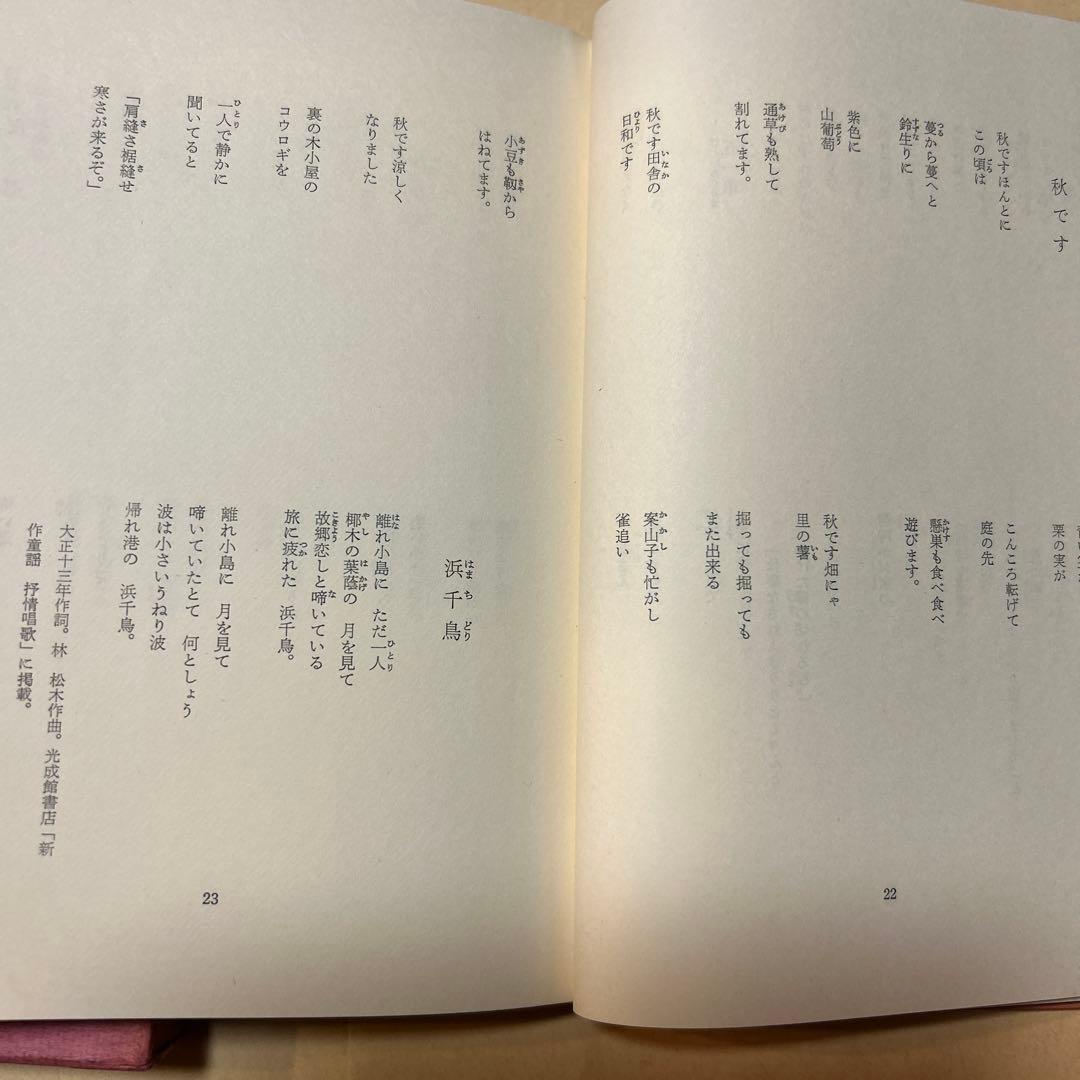 秋です
秋ですほんとに
この頃は
蔓から蔓へと
鈴生りに
紫色に
山葡萄
通草も熟して
割れてます。
秋です田舎の
日和です
栗の実が
こんころ転げて
庭の先
懸巣も食べ食べ
遊びます。
秋です畑にゃ
里の薯
掘っても掘っても
また出来る
案山子も忙がし
雀追い
22
小豆も靱から
はねてます。
秋です涼しく
なりました
裏の木小屋の
コウロギを
一人で静かに
聞いてると
「肩縫さ裾縫せ
寒さが来るぞ。」
浜千鳥
離れ小島に　ただ一人
椰木の葉蔭の　月を見て
故郷恋しと啼いている
旅に疲れた　浜千鳥。
離れ小島に　月を見て
啼いていたとて　何としょう
波は小さいうねり波
帰れ港の　浜千鳥。
大正十三年作詞。林　松木作曲。光成館書店「新
作童謡　抒情唱歌」に掲載。
23